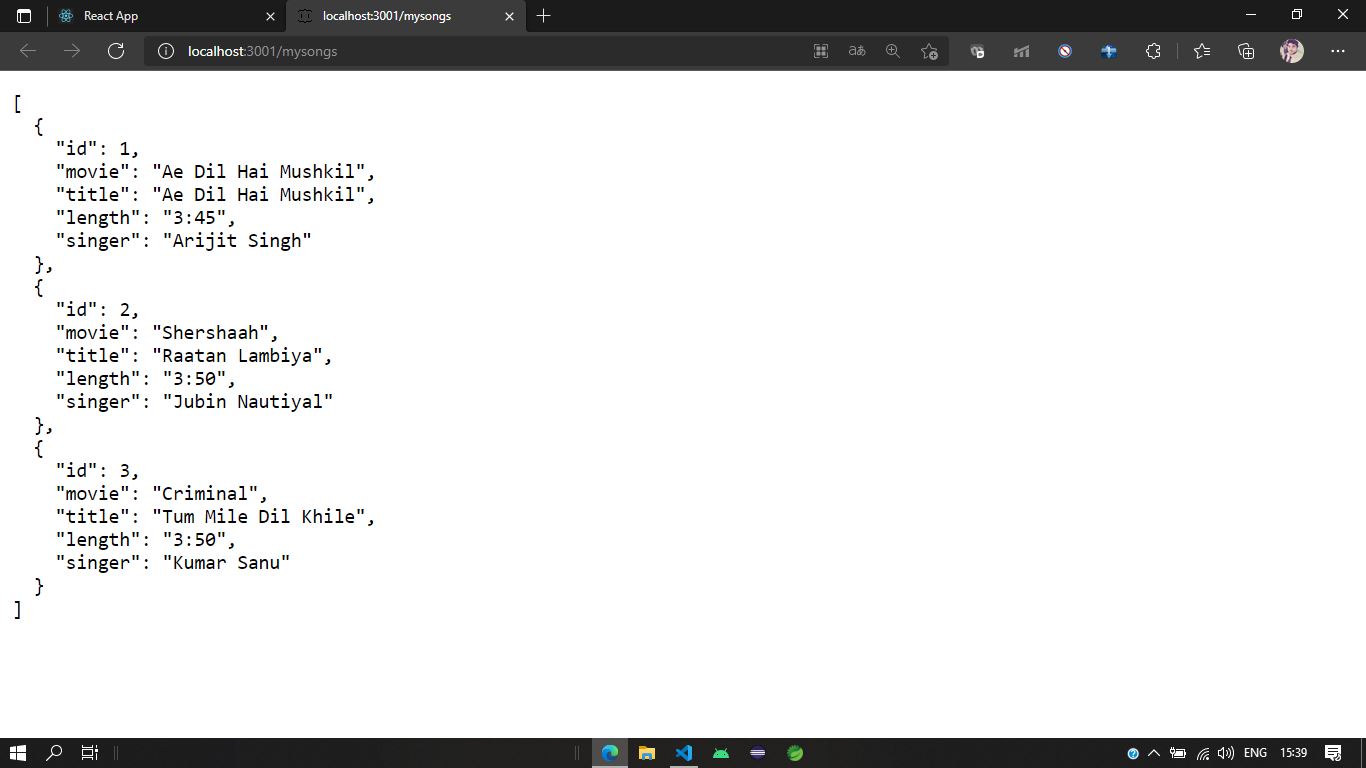 React App
localhost:3001/mysongs
localhost:3001/mysongs
[
  {
    "id": 1,
    "movie": "Ae Dil Hai Mushkil",
    "title": "Ae Dil Hai Mushkil",
    "length": "3:45",
    "singer": "Arijit Singh"
  },
  {
    "id": 2,
    "movie": "Shershaah",
    "title": "Raatan Lambiya",
    "length": "3:50",
    "singer": "Jubin Nautiyal"
  },
  {
    "id": 3,
    "movie": "Criminal",
    "title": "Tum Mile Dil Khile",
    "length": "3:50",
    "singer": "Kumar Sanu"
  }
]
ENG 15:39